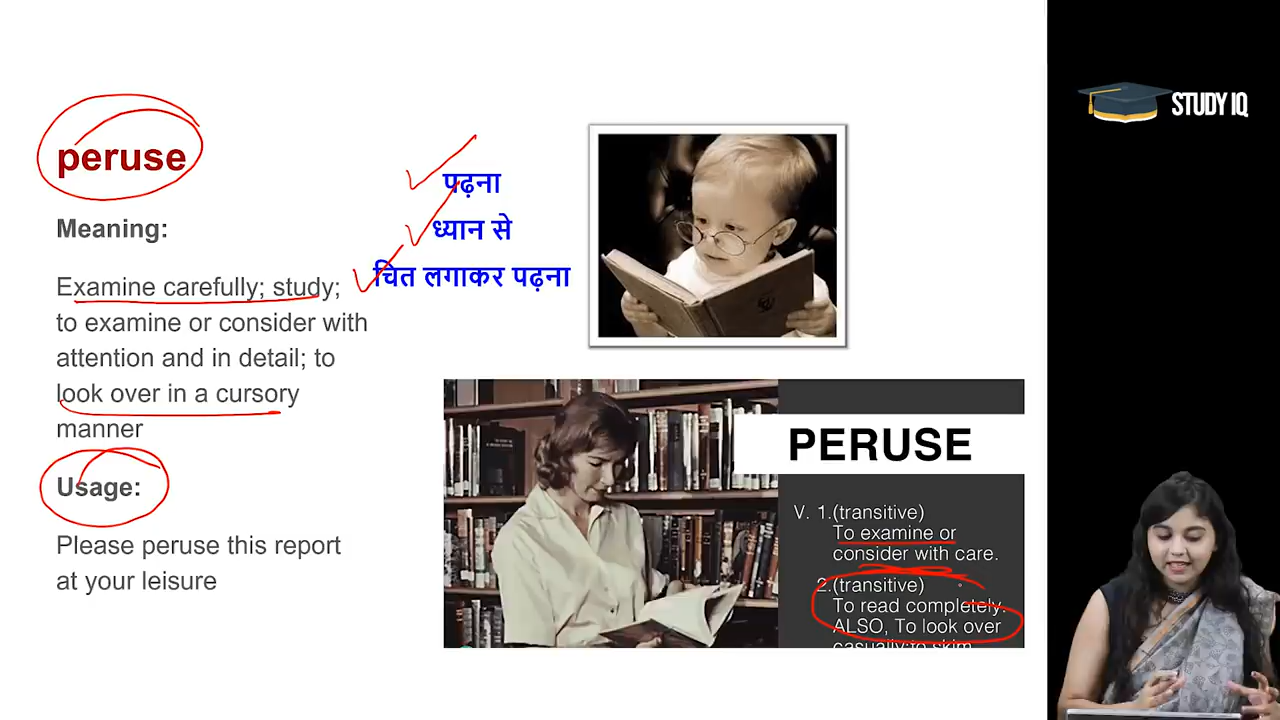 peruse
Meaning:
Examine carefully; study;
to examine or consider with
attention and in detail; to
look over in a cursory
manner
Usage:
Please peruse this report
at your leisure
पढ़ना
ध्यान से
चित लगाकर पढ़ना
PERUSE
V. 1.(transitive)
To examine or
consider with care.
2.(transitive)
To read completely.
ALSO, To look over
casually;to skim
STUDY IQ